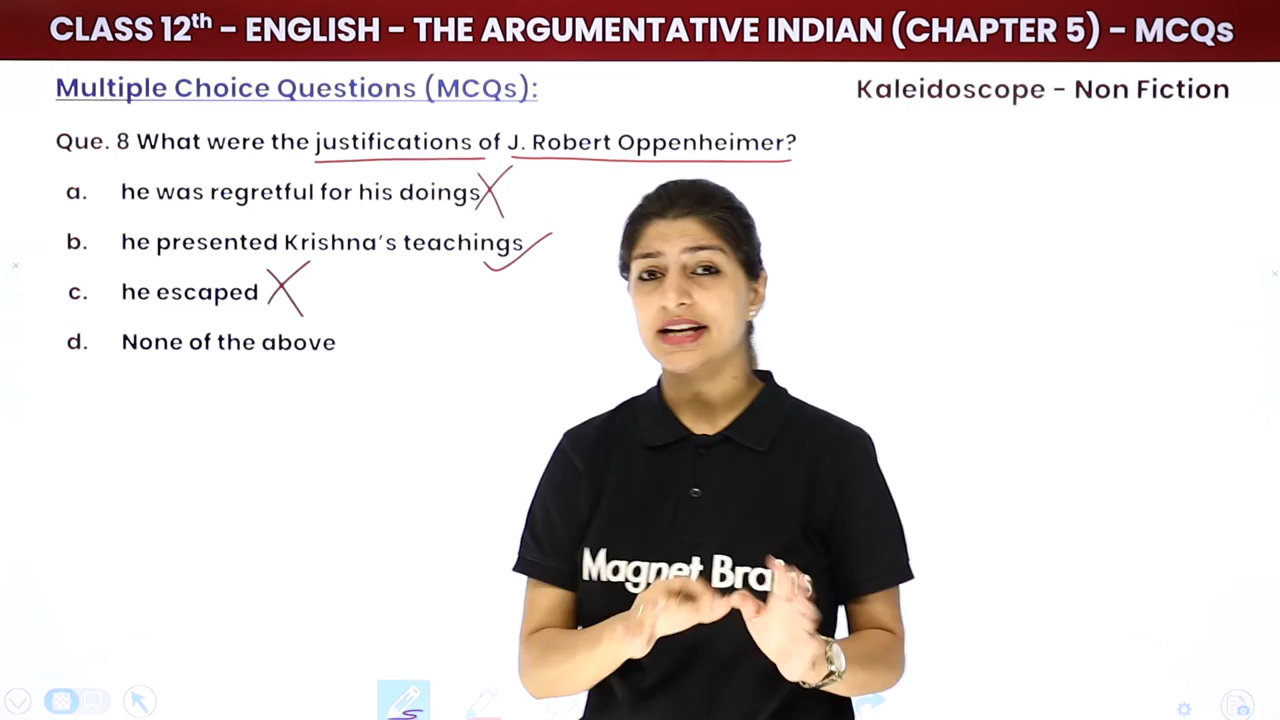 CLASS 12th - ENGLISH - THE ARGUMENTATIVE INDIAN (CHAPTER 5) - MCQs
Multiple Choice Questions (MCQs):
Kaleidoscope - Non Fiction
Que. 8 What were the justifications of J. Robert Oppenheimer?
a. he was regretful for his doings
b. he presented Krishna's teachings
c. he escaped
d. None of the above
Magnet Brains